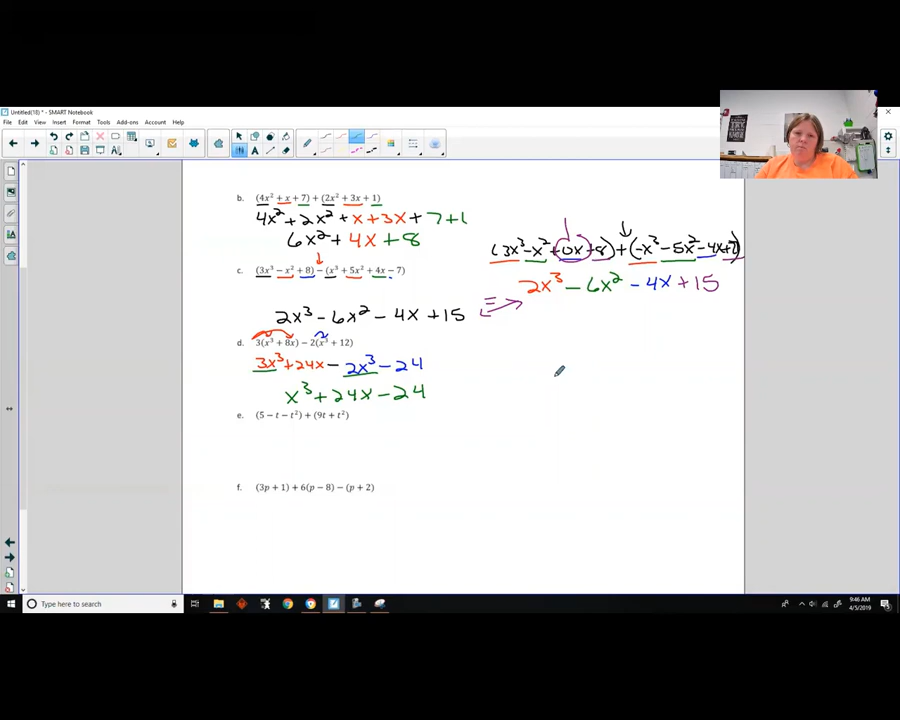 Untitled(18) * - SMART Notebook
File Edit View Insert Format Tools Add-ons Account Help
b. (4x² + x + 7) + (2x² + 3x + 1)
4x² + 2x² + x + 3x + 7 + 1
6x² + 4x + 8
c. (3x³ − x² + 8) − (x³ + 5x² + 4x − 7)
(3x³ − x² + 0x + 8) + (−x³ − 5x² − 4x + 7)
2x³ − 6x² − 4x + 15
2x³ − 6x² − 4x + 15 =
d. 3(x³ + 8x) − 2(x³ + 12)
3x³ + 24x − 2x³ − 24
x³ + 24x − 24
e. (5 − t − t²) + (9t + t²)
f. (3p + 1) + 6(p − 8) − (p + 2)
Type here to search
9:46 AM
4/5/2019